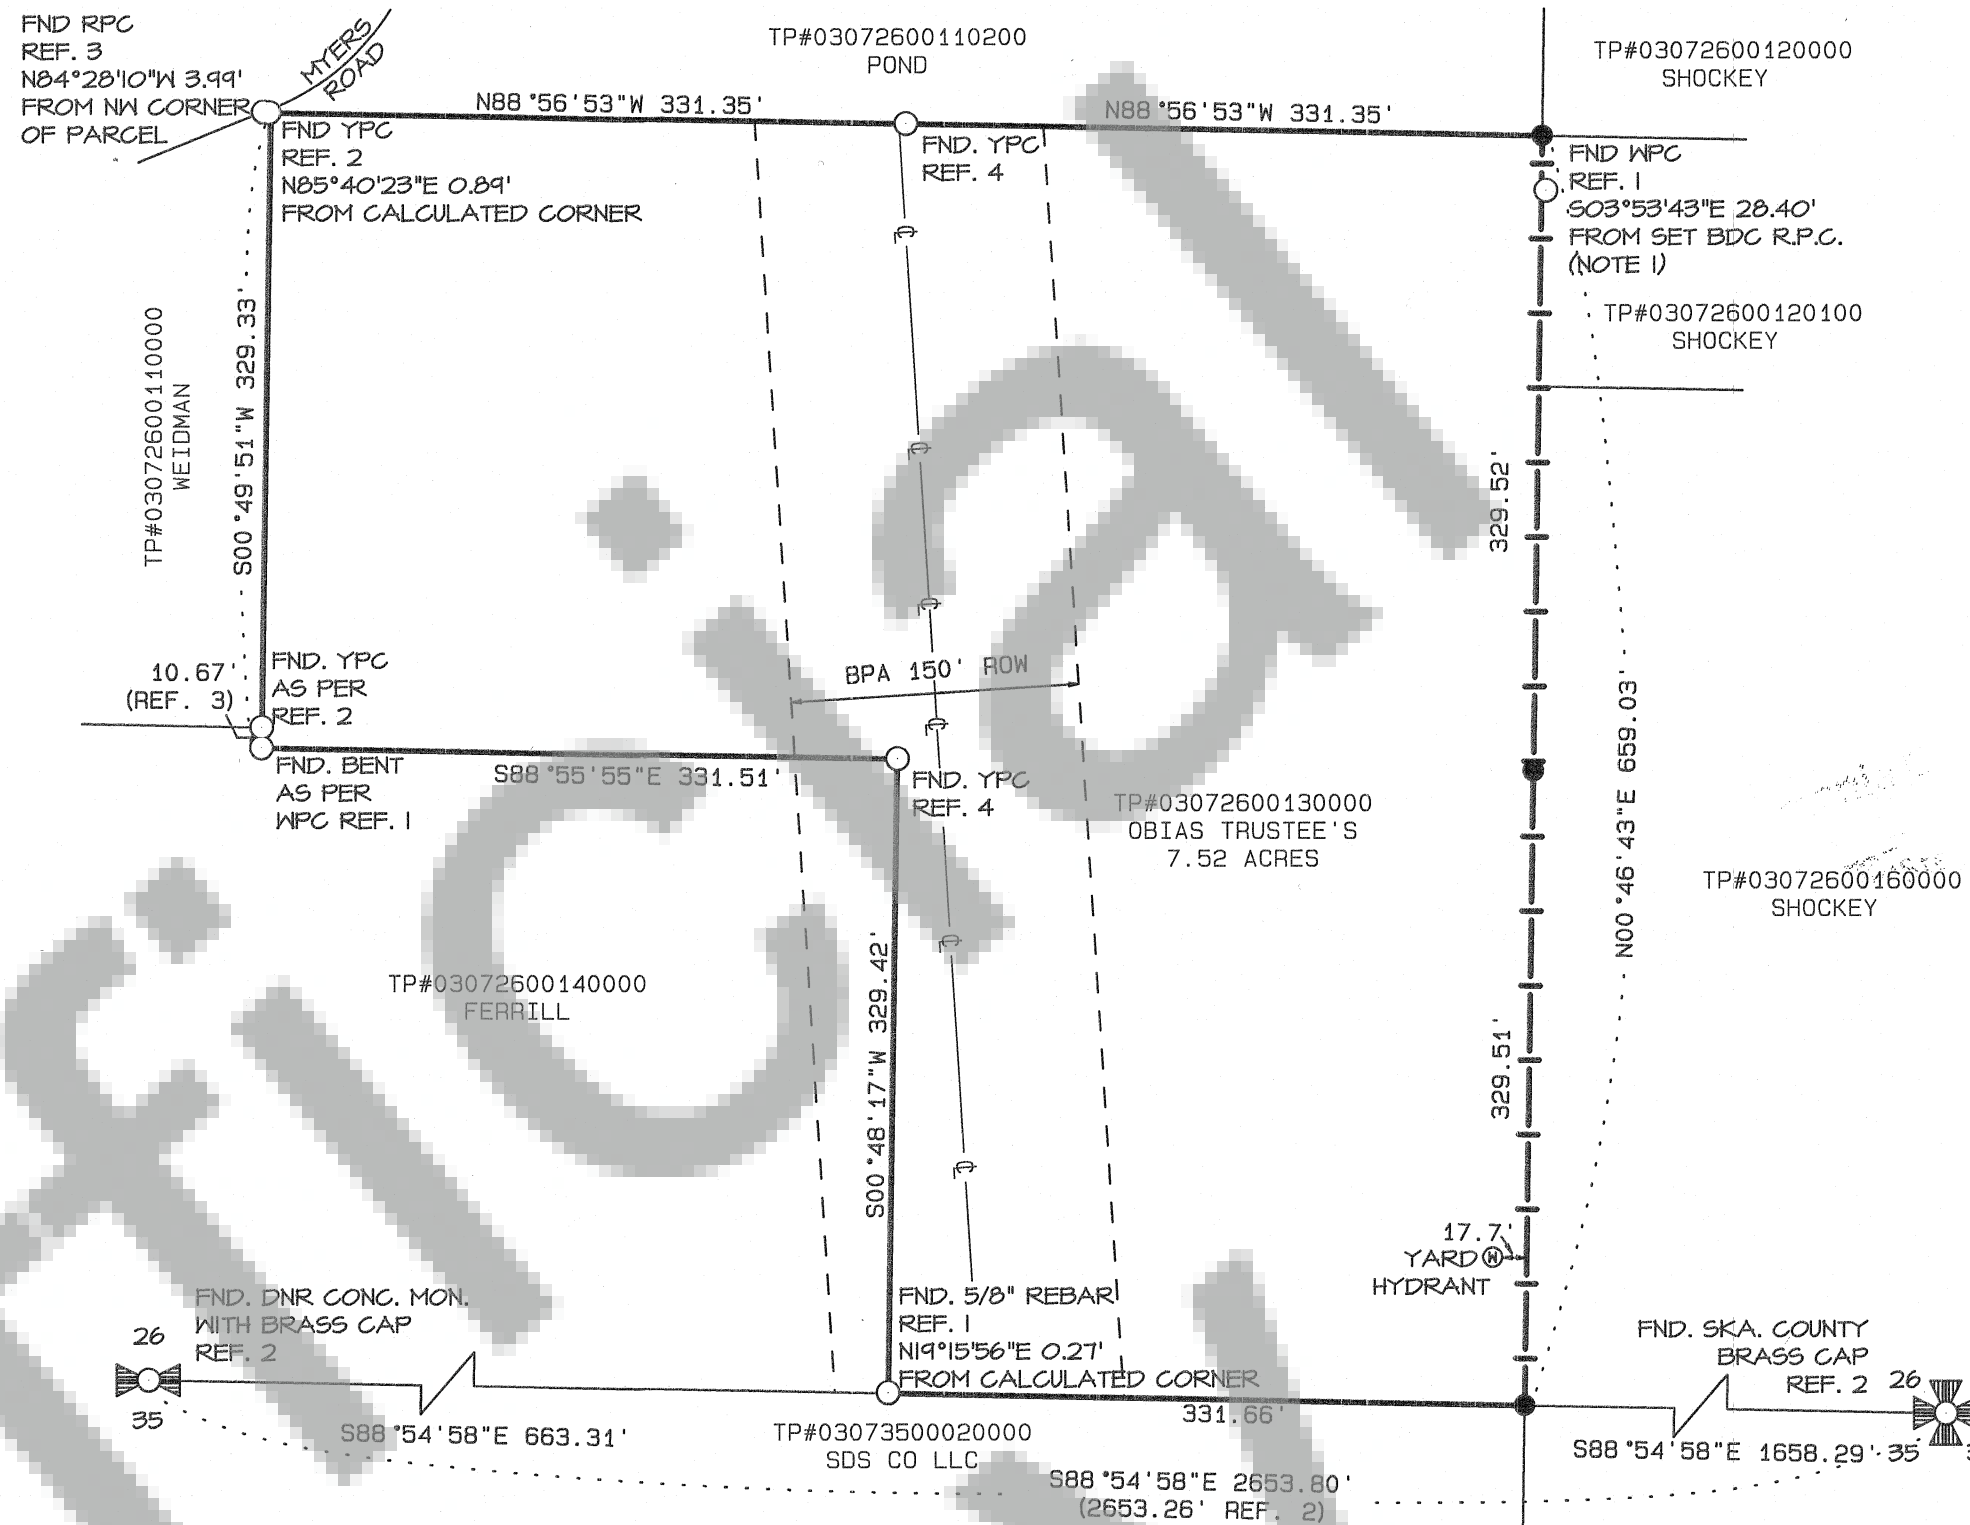 FND RPC
REF. 3
N84°28'10"W 3.99'
FROM NW CORNER
OF PARCEL
MYERS
ROAD
TP#03072600110200
POND
TP#03072600120000
SHOCKEY
N88°56'53"W 331.35'
N88°56'53"W 331.35'
FND YPC
REF. 2
N85°40'23"E 0.89'
FROM CALCULATED CORNER
FND. YPC
REF. 4
FND WPC
REF. 1
S03°53'43"E 28.40'
FROM SET BDC R.P.C.
(NOTE 1)
TP#03072600120100
SHOCKEY
TP#03072600110000
WEIDMAN
S00°49'51"W 329.33'
329.52'
10.67'
(REF. 3)
FND. YPC
AS PER
REF. 2
BPA 150' ROW
N00°46'43"E 659.03'
FND. BENT
AS PER
WPC REF. 1
S88°55'55"E 331.51'
FND. YPC
REF. 4
TP#03072600130000
OBIAS TRUSTEE'S
7.52 ACRES
TP#03072600160000
SHOCKEY
TP#03072600140000
FERRILL
S00°48'17"W 329.42'
329.51'
17.7'
YARD W
HYDRANT
FND. DNR CONC. MON.
WITH BRASS CAP
REF. 2
26
35
FND. 5/8" REBAR
REF. 1
N19°15'56"E 0.27'
FROM CALCULATED CORNER
331.66'
FND. SKA. COUNTY
BRASS CAP
REF. 2
26
35
S88°54'58"E 663.31'
TP#03073500020000
SDS CO LLC
S88°54'58"E 1658.29'
S88°54'58"E 2653.80'
(2653.26' REF. 2)